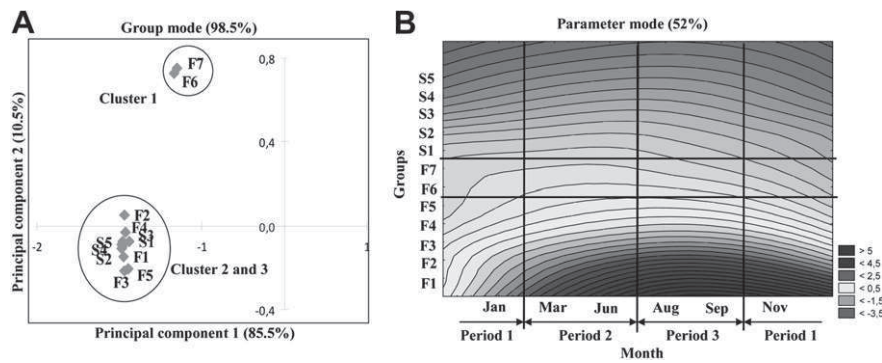 A
Group mode (98.5%)
Principal component 2 (10.5%)
0,8
0,4
0,0
-0,4
-2
-1
1
F7
F6
Cluster 1
F2
F4
S3
S5
S1
S4
S2
F1
F3
F5
Cluster 2 and 3
Principal component 1 (85.5%)
B
Parameter mode (52%)
Groups
S5
S4
S3
S2
S1
F7
F6
F5
F4
F3
F2
F1
Jan
Mar
Jun
Aug
Sep
Nov
Period 1
Period 2
Period 3
Period 1
Month
> 5
< 4,5
< 2,5
< 0,5
< -1,5
< -3,5